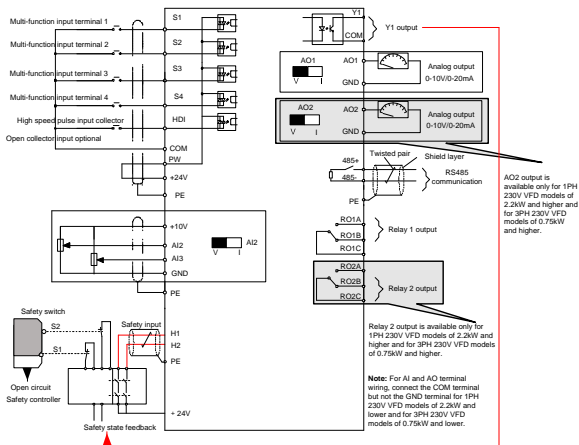 Multi-function input terminal 1
S1
Multi-function input terminal 2
S2
Multi-function input terminal 3
S3
Multi-function input terminal 4
S4
High speed pulse input collector
HDI
Open collector input optional
COM
PW
+24V
PE
+10V
AI2
AI3
GND
PE
AI2
V I
Safety switch
S2
S1
Open circuit
Safety controller
Safety input
H1
H2
PE
+ 24V
Safety state feedback
Y1
COM
Y1 output
AO1
V I
AO1
GND
Analog output
0-10V/0-20mA
AO2
V I
AO2
GND
Analog output
0-10V/0-20mA
AO2 output is
available only for 1PH
230V VFD models of
2.2kW and higher and
for 3PH 230V VFD
models of 0.75kW
and higher.
Twisted pair
Shield layer
485+
485-
RS485
communication
PE
RO1A
RO1B
RO1C
Relay 1 output
RO2A
RO2B
RO2C
Relay 2 output
Relay 2 output is available only for
1PH 230V VFD models of 2.2kW and
higher and for 3PH 230V VFD models
of 0.75kW and higher.
Note: For AI and AO terminal
wiring, connect the COM terminal
but not the GND terminal for 1PH
230V VFD models of 2.2kW and
lower and for 3PH 230V VFD
models of 0.75kW and lower.